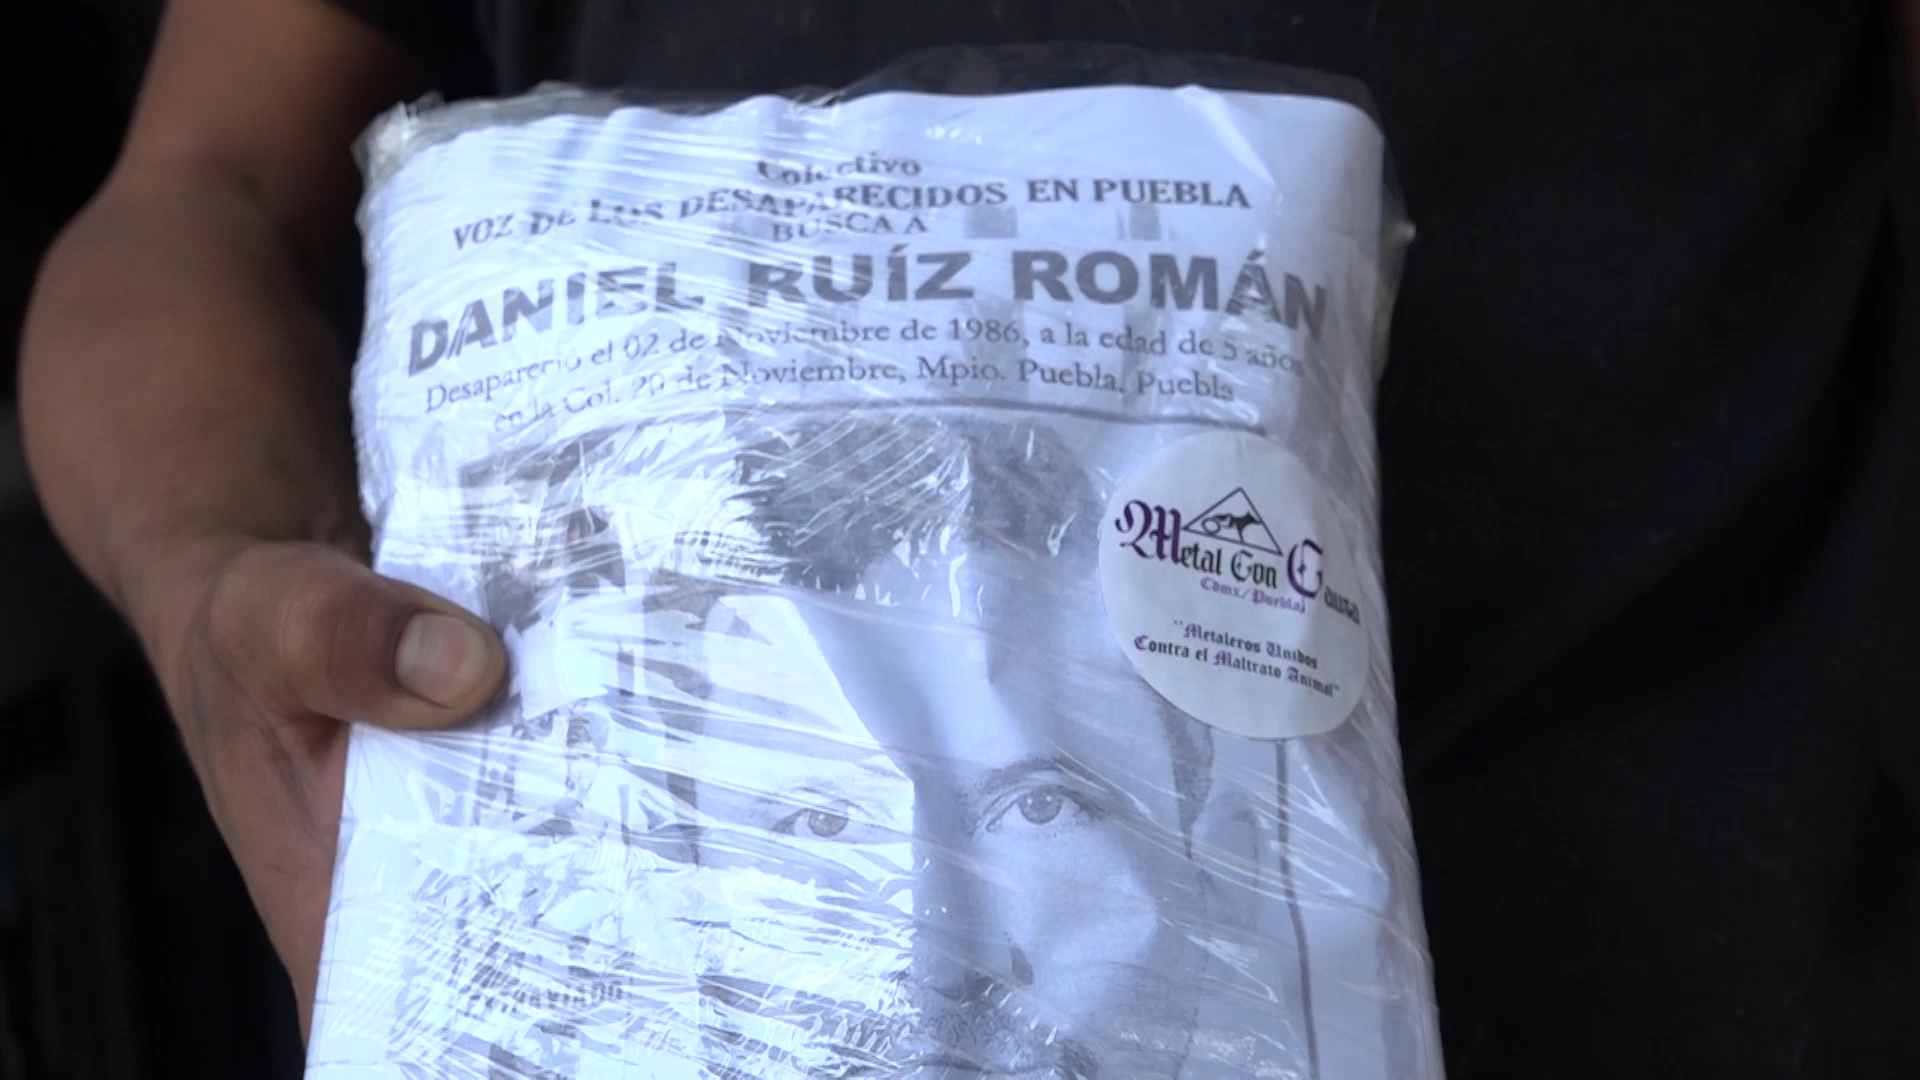 Colectivo
VOZ DE LOS DESAPARECIDOS EN PUEBLA
BUSCA A
DANIEL RUÍZ ROMÁN
Desapareció el 02 de Noviembre de 1986, a la edad de 5 años
en la Col. 20 de Noviembre, Mpio. Puebla, Puebla
Metal Con Causa
Cdmx/Puebla
"Metaleros Unidos
Contra el Maltrato Animal"